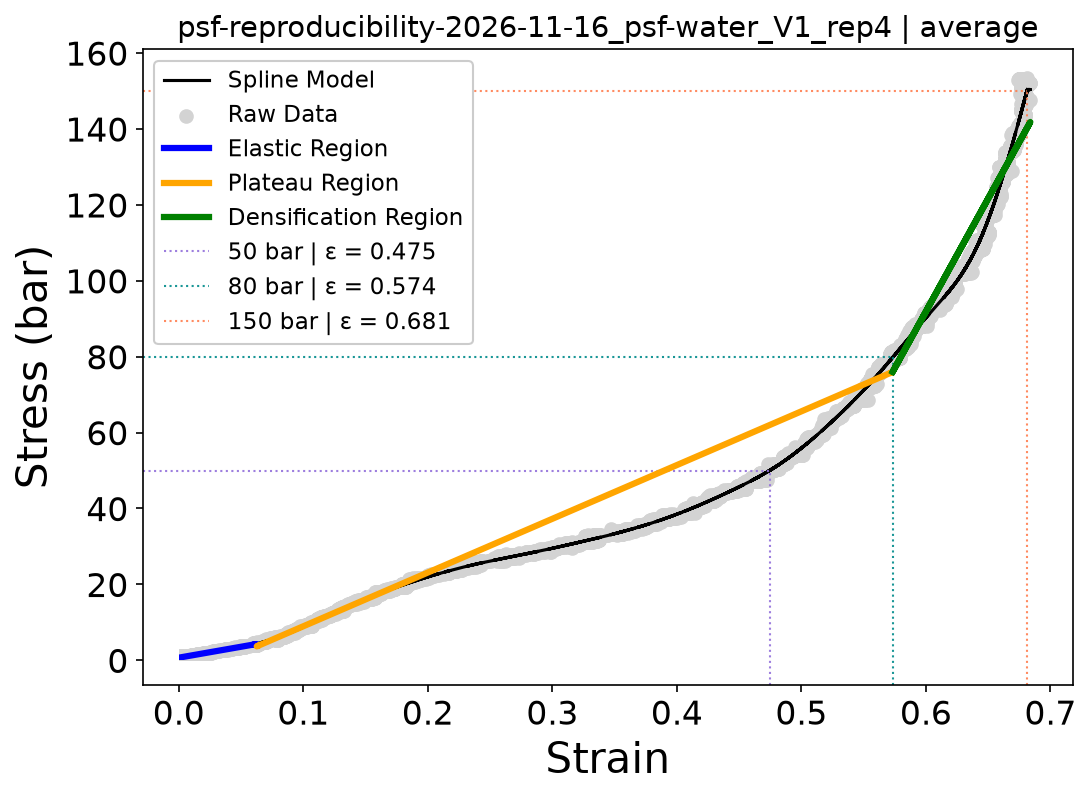 psf-reproducibility-2026-11-16_psf-water_V1_rep4 | average
Spline Model
Raw Data
Elastic Region
Plateau Region
Densification Region
50 bar | ε = 0.475
80 bar | ε = 0.574
150 bar | ε = 0.681
160
140
120
100
80
60
40
20
0
Stress (bar)
0.0 0.1 0.2 0.3 0.4 0.5 0.6 0.7
Strain